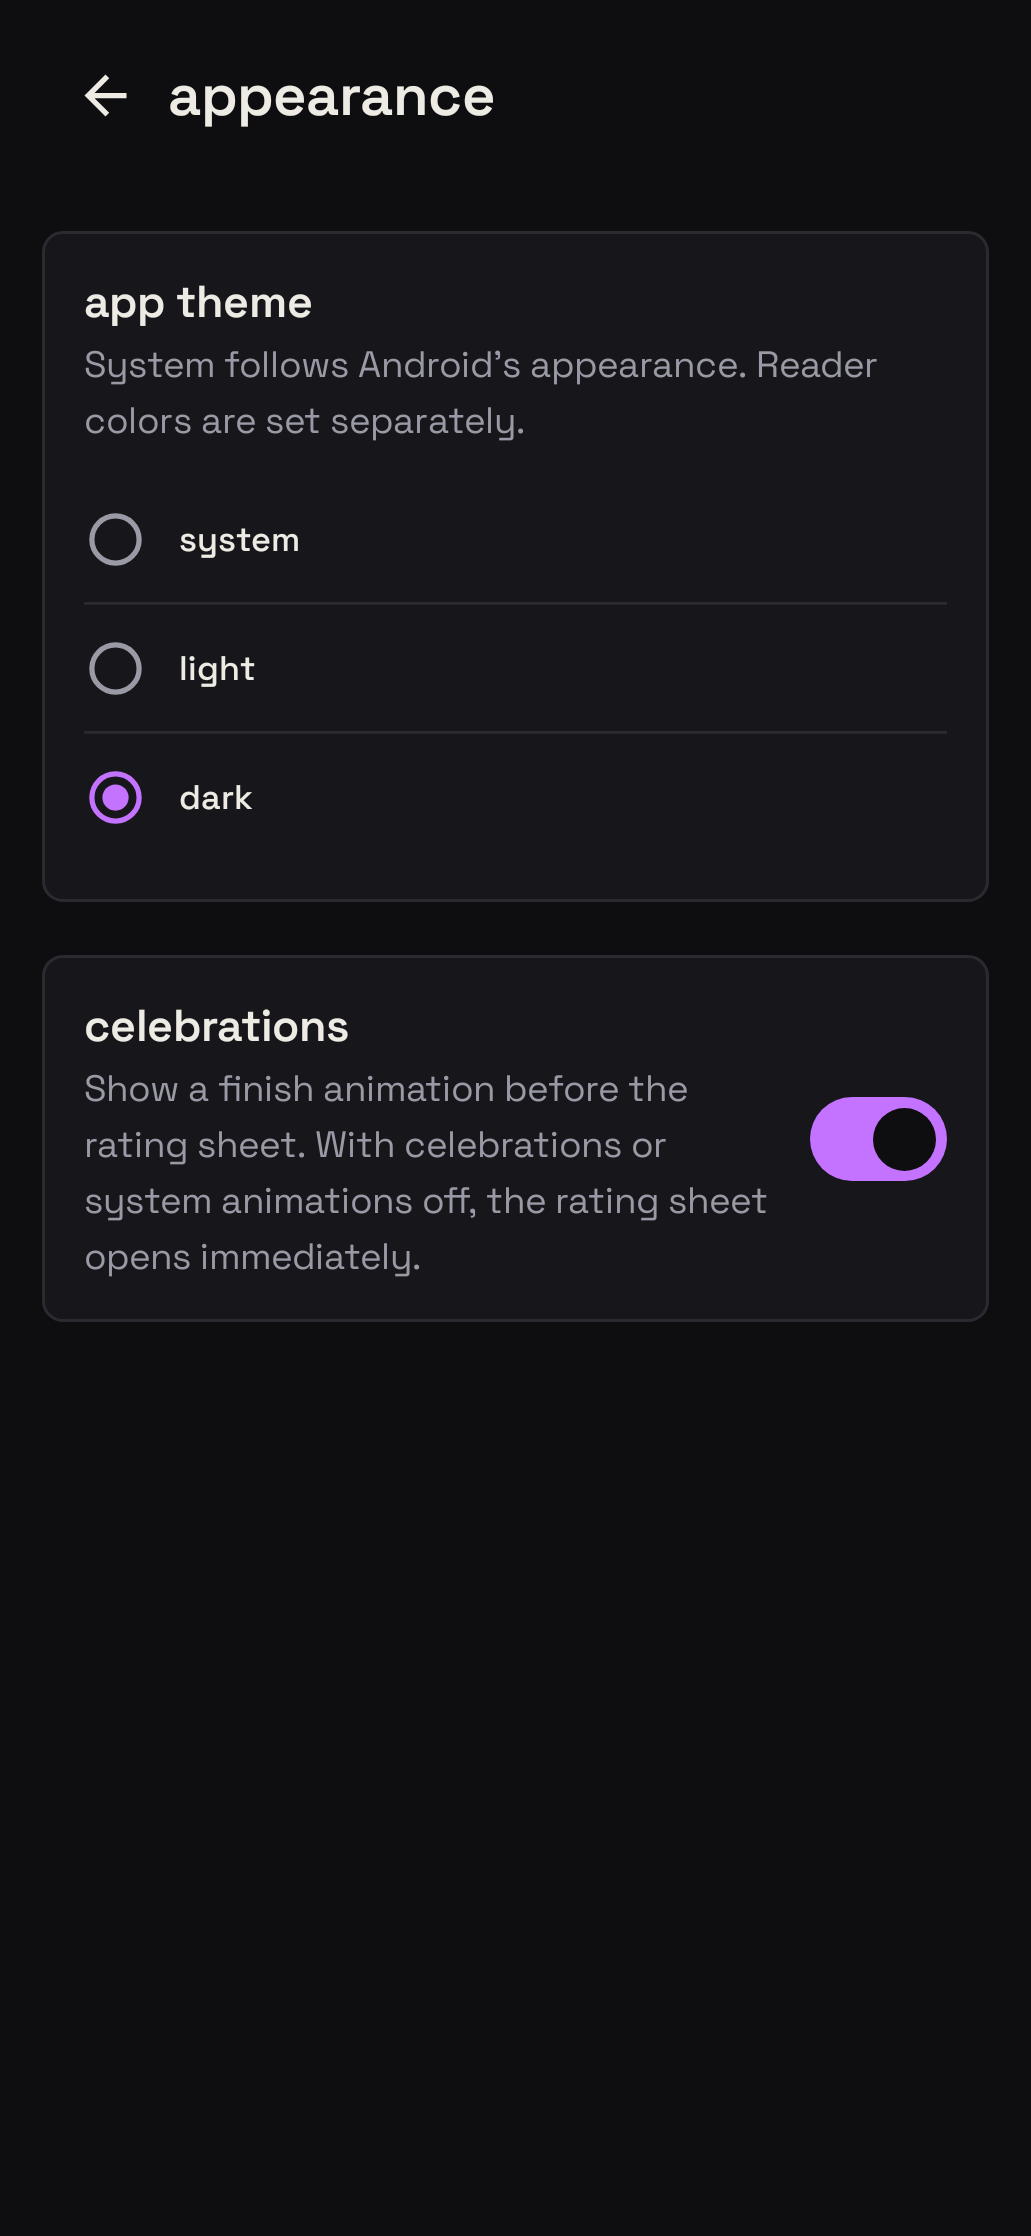 appearance
app theme
System follows Android’s appearance. Reader
colors are set separately.
system
light
dark
celebrations
Show a finish animation before the
rating sheet. With celebrations or
system animations off, the rating sheet
opens immediately.